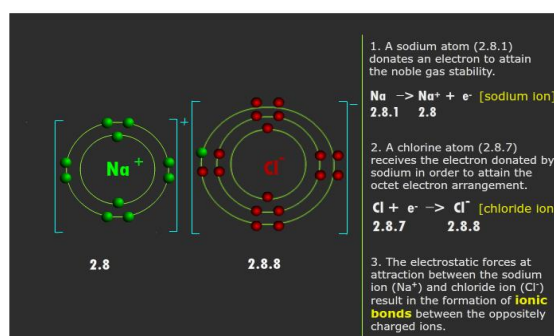 Na +
+
2.8
Cl-
–
2.8.8
1. A sodium atom (2.8.1)
donates an electron to attain
the noble gas stability.
Na –> Na+ + e- [sodium ion]
2.8.1 2.8
2. A chlorine atom (2.8.7)
receives the electron donated by
sodium in order to attain the
octet electron arrangement.
Cl + e- –> Cl- [chloride ion
2.8.7 2.8.8
3. The electrostatic forces at
attraction between the sodium
ion (Na+) and chloride ion (Cl-)
result in the formation of ionic
bonds between the oppositely
charged ions.